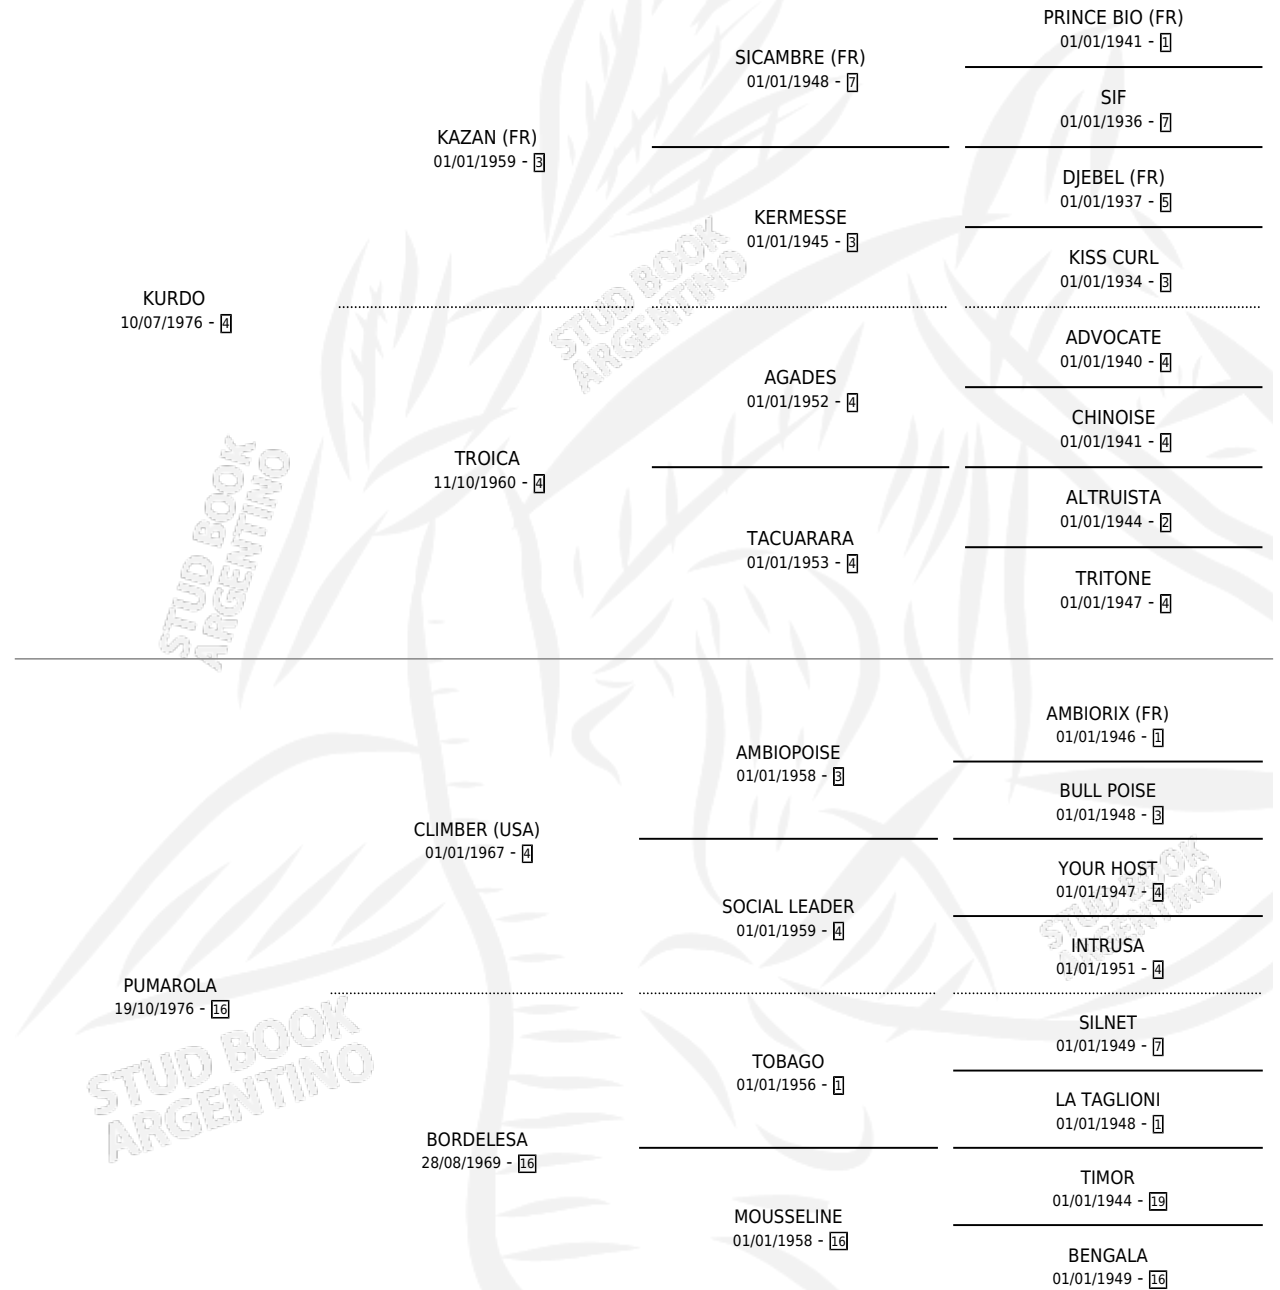 PRINCE BIO (FR)
01/01/1941 - 1
SICAMBRE (FR)
01/01/1948 - 7
SIF
01/01/1936 - 7
KAZAN (FR)
01/01/1959 - 3
DJEBEL (FR)
01/01/1937 - 5
KERMESSE
01/01/1945 - 3
KISS CURL
01/01/1934 - 3
KURDO
10/07/1976 - 4
ADVOCATE
01/01/1940 - 4
AGADES
01/01/1952 - 4
CHINOISE
01/01/1941 - 4
TROICA
11/10/1960 - 4
ALTRUISTA
01/01/1944 - 2
TACUARARA
01/01/1953 - 4
TRITONE
01/01/1947 - 4
STUD BOOK
ARGENTINO
STUD BOOK
ARGENTINO
AMBIORIX (FR)
01/01/1946 - 1
AMBIOPOISE
01/01/1958 - 3
BULL POISE
01/01/1948 - 3
CLIMBER (USA)
01/01/1967 - 4
YOUR HOST
01/01/1947 - 4
SOCIAL LEADER
01/01/1959 - 4
INTRUSA
01/01/1951 - 4
PUMAROLA
19/10/1976 - 16
SILNET
01/01/1949 - 7
TOBAGO
01/01/1956 - 1
LA TAGLIONI
01/01/1948 - 1
BORDELESA
28/08/1969 - 16
TIMOR
01/01/1944 - 19
MOUSSELINE
01/01/1958 - 16
BENGALA
01/01/1949 - 16
STUD BOOK
ARGENTINO
STUD BOOK
ARGENTINO